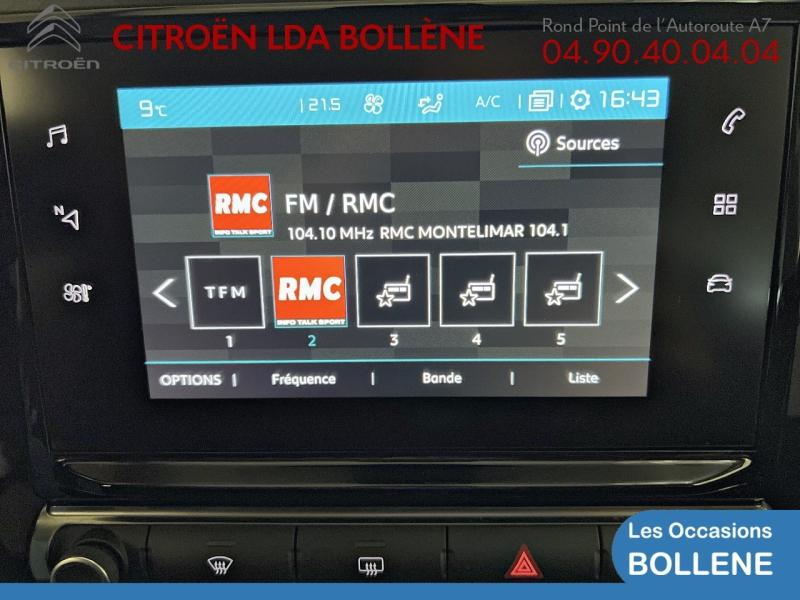 CITROËN
CITROËN LDA BOLLÈNE
Rond Point de l'Autoroute A7
04.90.40.04.04
9°C 21.5 A/C 16:43
Sources
RMC
INFO TALK SPORT
FM / RMC
104.10 MHz RMC MONTELIMAR 104.1
N
TFM
RMC
INFO TALK SPORT
1 2 3 4 5
OPTIONS Fréquence Bande Liste
Les Occasions
BOLLENE